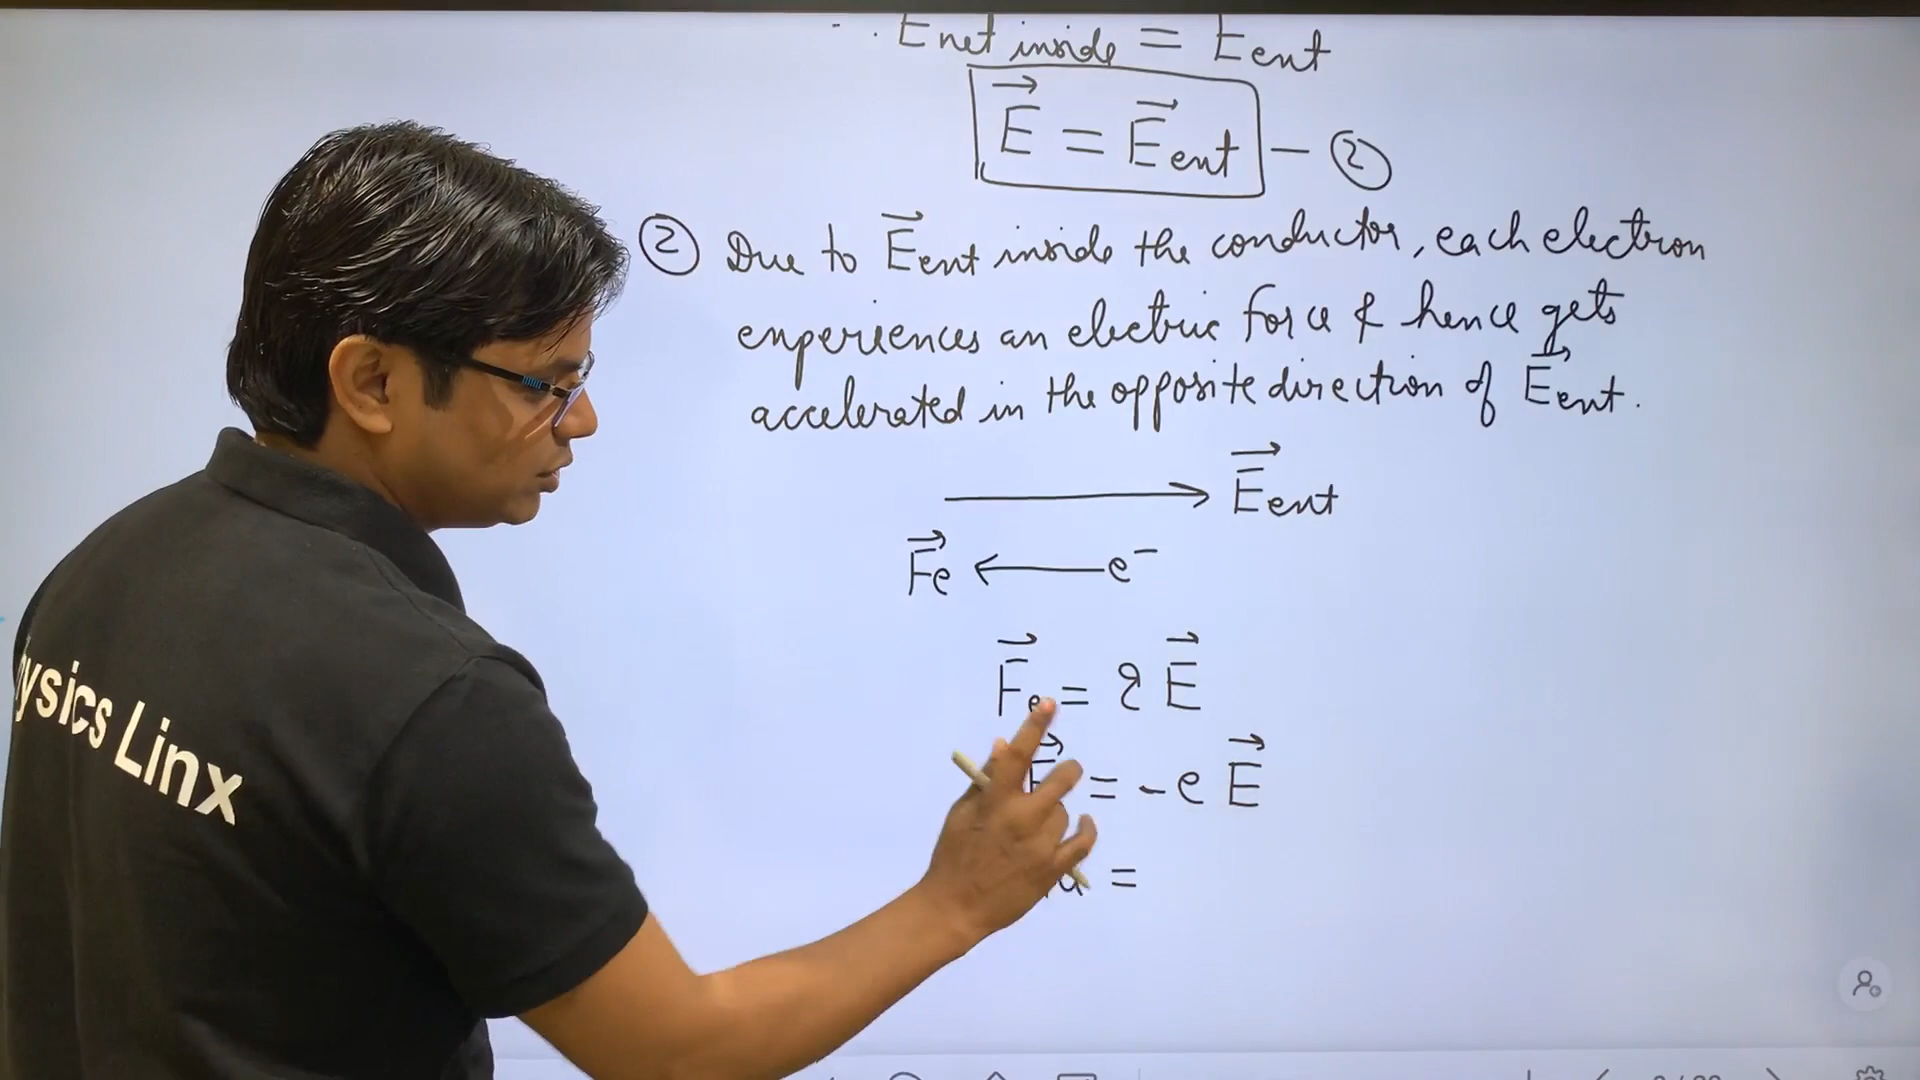 ∴ E net inside = Eext
E⃗ = E⃗ext — ②
② Due to E⃗ext inside the conductor, each electron
experiences an electric force & hence gets
accelerated in the opposite direction of E⃗ext.
E⃗ext
F⃗e ← e⁻
F⃗e = q E⃗
= -e E⃗
=
Physics Linx